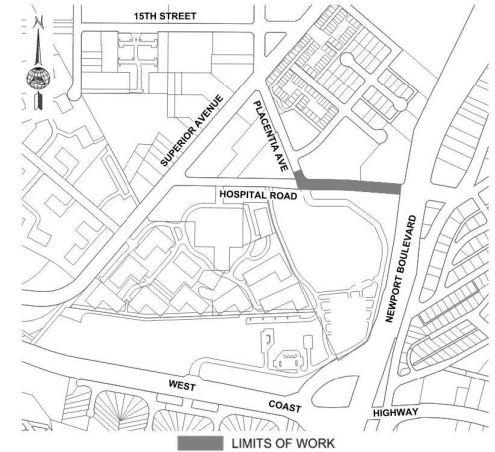 15TH STREET
N
SUPERIOR AVENUE
PLACENTIA AVE
HOSPITAL ROAD
NEWPORT BOULEVARD
WEST COAST HIGHWAY
LIMITS OF WORK